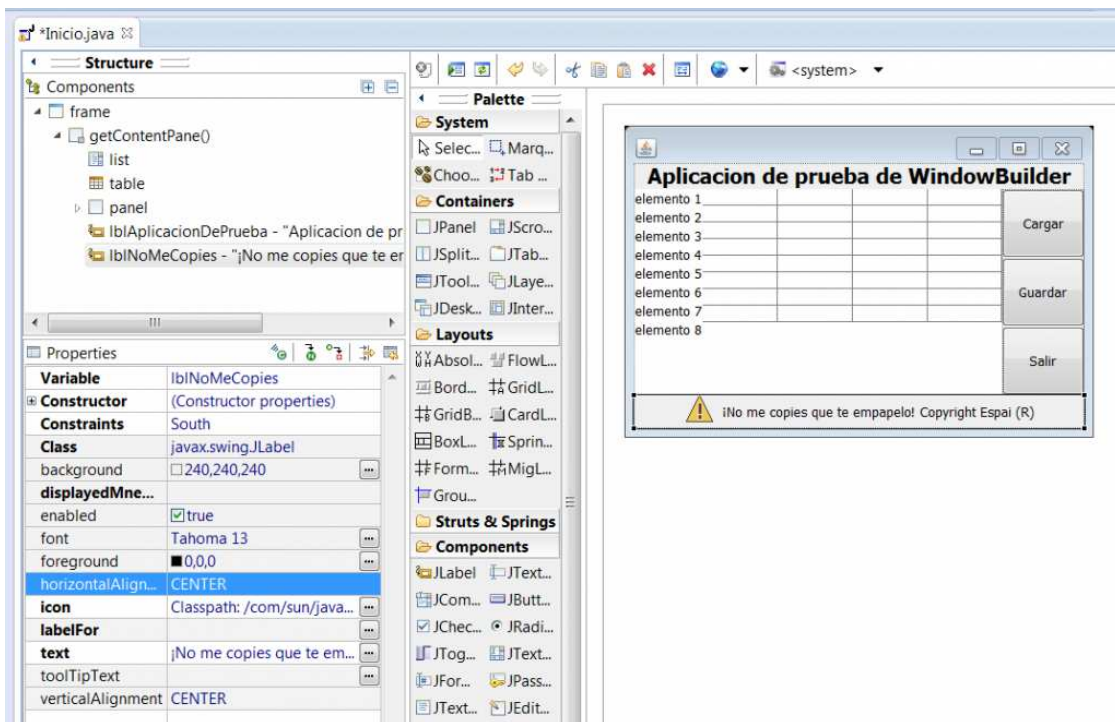 *Inicio.java
Structure
Components
frame
getContentPane()
list
table
panel
lblAplicacionDePrueba - "Aplicacion de pr
lblNoMeCopies - "¡No me copies que te er
Properties
Variable lblNoMeCopies
Constructor (Constructor properties)
Constraints South
Class javax.swing.JLabel
background 240,240,240 ...
displayedMne...
enabled true
font Tahoma 13 ...
foreground 0,0,0 ...
horizontalAlign... CENTER
icon Classpath: /com/sun/java... ...
labelFor ...
text ¡No me copies que te em... ...
toolTipText ...
verticalAlignment CENTER
<system>
Palette
System
Selec... Marq...
Choo... Tab ...
Containers
JPanel JScro...
JSplit... JTab...
JTool... JLaye...
JDesk... JInter...
Layouts
Absol... FlowL...
Bord... GridL...
GridB... CardL...
BoxL... Sprin...
Form... MigL...
Grou...
Struts & Springs
Components
JLabel JText...
JCom... JButt...
JChec... JRadi...
JTog... JText...
JFor... JPass...
JText... JEdit...
Aplicacion de prueba de WindowBuilder
elemento 1
elemento 2
elemento 3
elemento 4
elemento 5
elemento 6
elemento 7
elemento 8
Cargar
Guardar
Salir
¡No me copies que te empapelo! Copyright Espai (R)